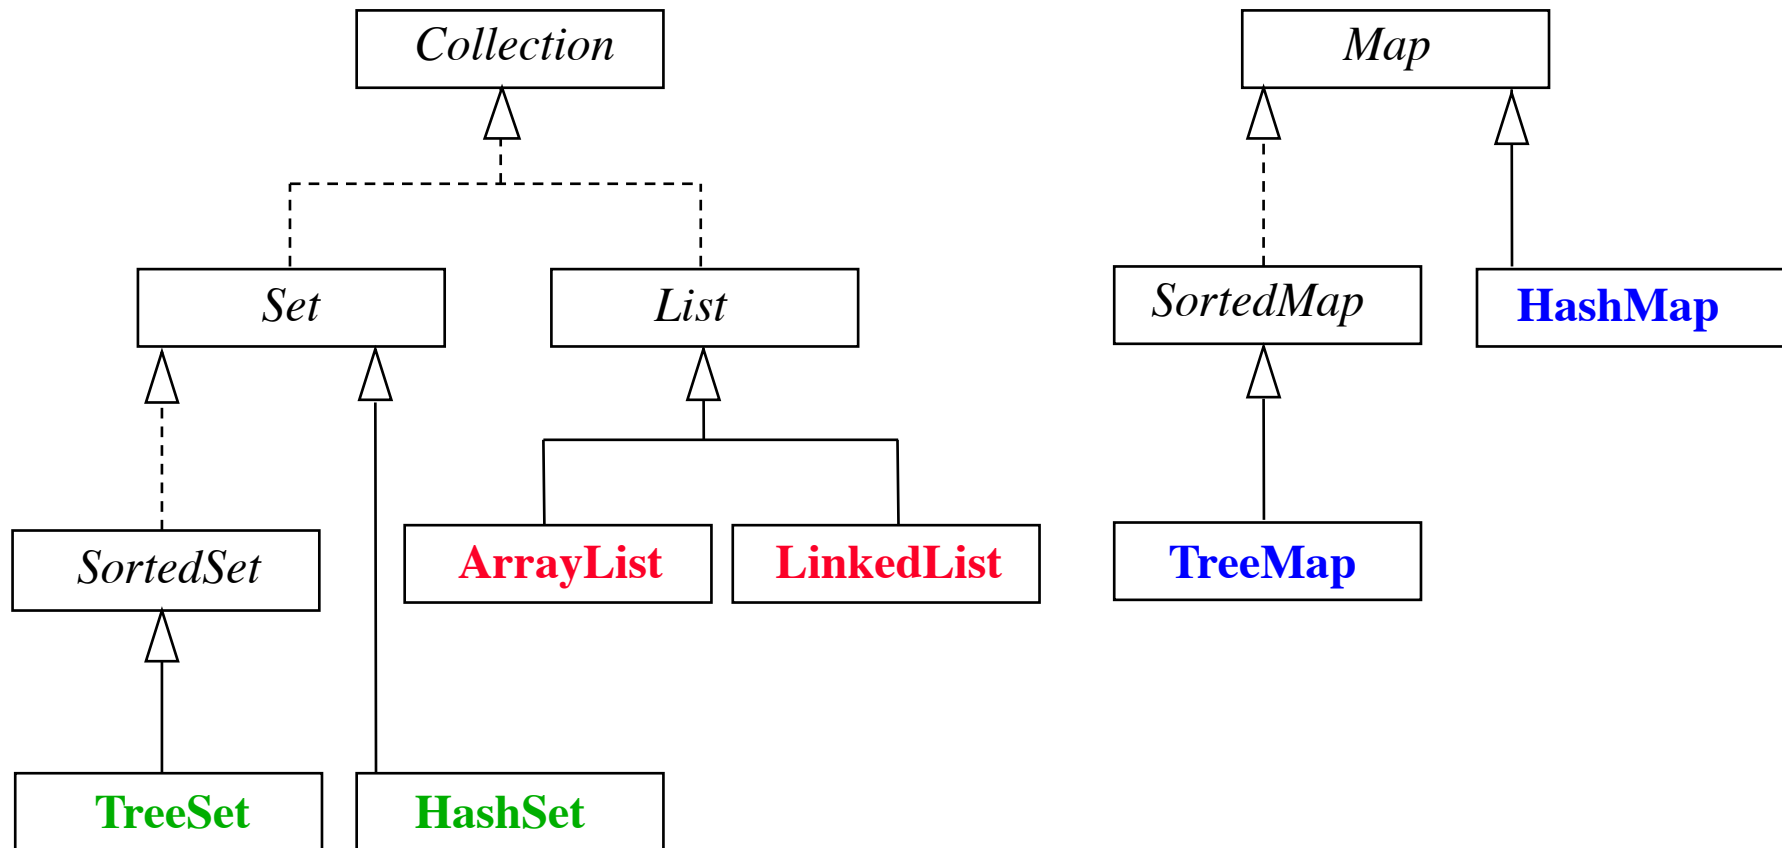 Collection
Map
Set
List
SortedMap
HashMap
SortedSet
ArrayList
LinkedList
TreeMap
TreeSet
HashSet